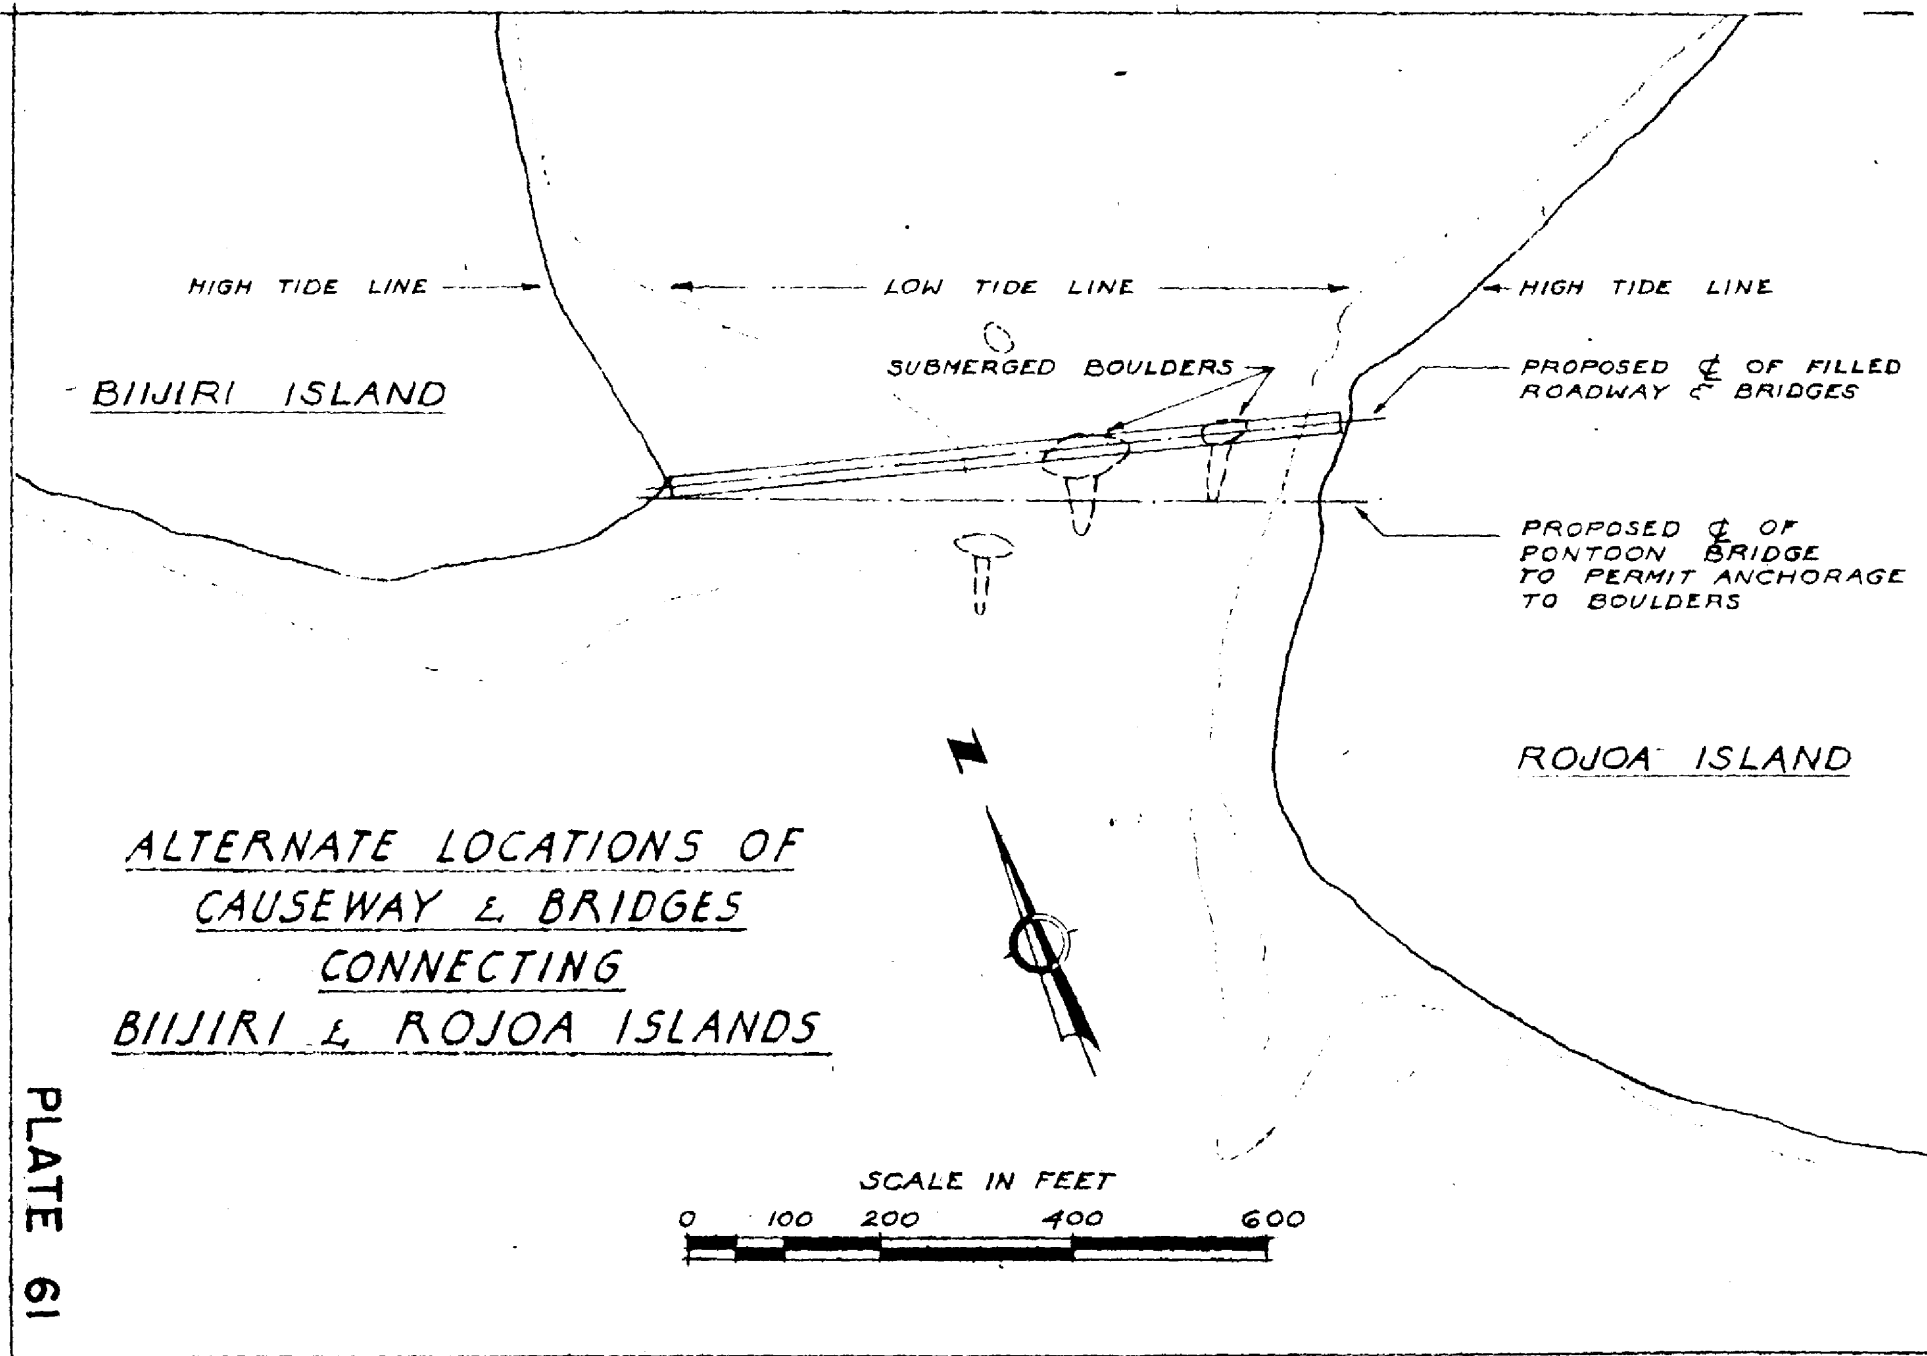 HIGH TIDE LINE
LOW TIDE LINE
HIGH TIDE LINE
SUBMERGED BOULDERS
PROPOSED ℄ OF FILLED
ROADWAY & BRIDGES
BIIJIRI ISLAND
PROPOSED ℄ OF
PONTOON BRIDGE
TO PERMIT ANCHORAGE
TO BOULDERS
N
ROJOA ISLAND
ALTERNATE LOCATIONS OF
CAUSEWAY & BRIDGES
CONNECTING
BIIJIRI & ROJOA ISLANDS
SCALE IN FEET
0 100 200 400 600
PLATE 61